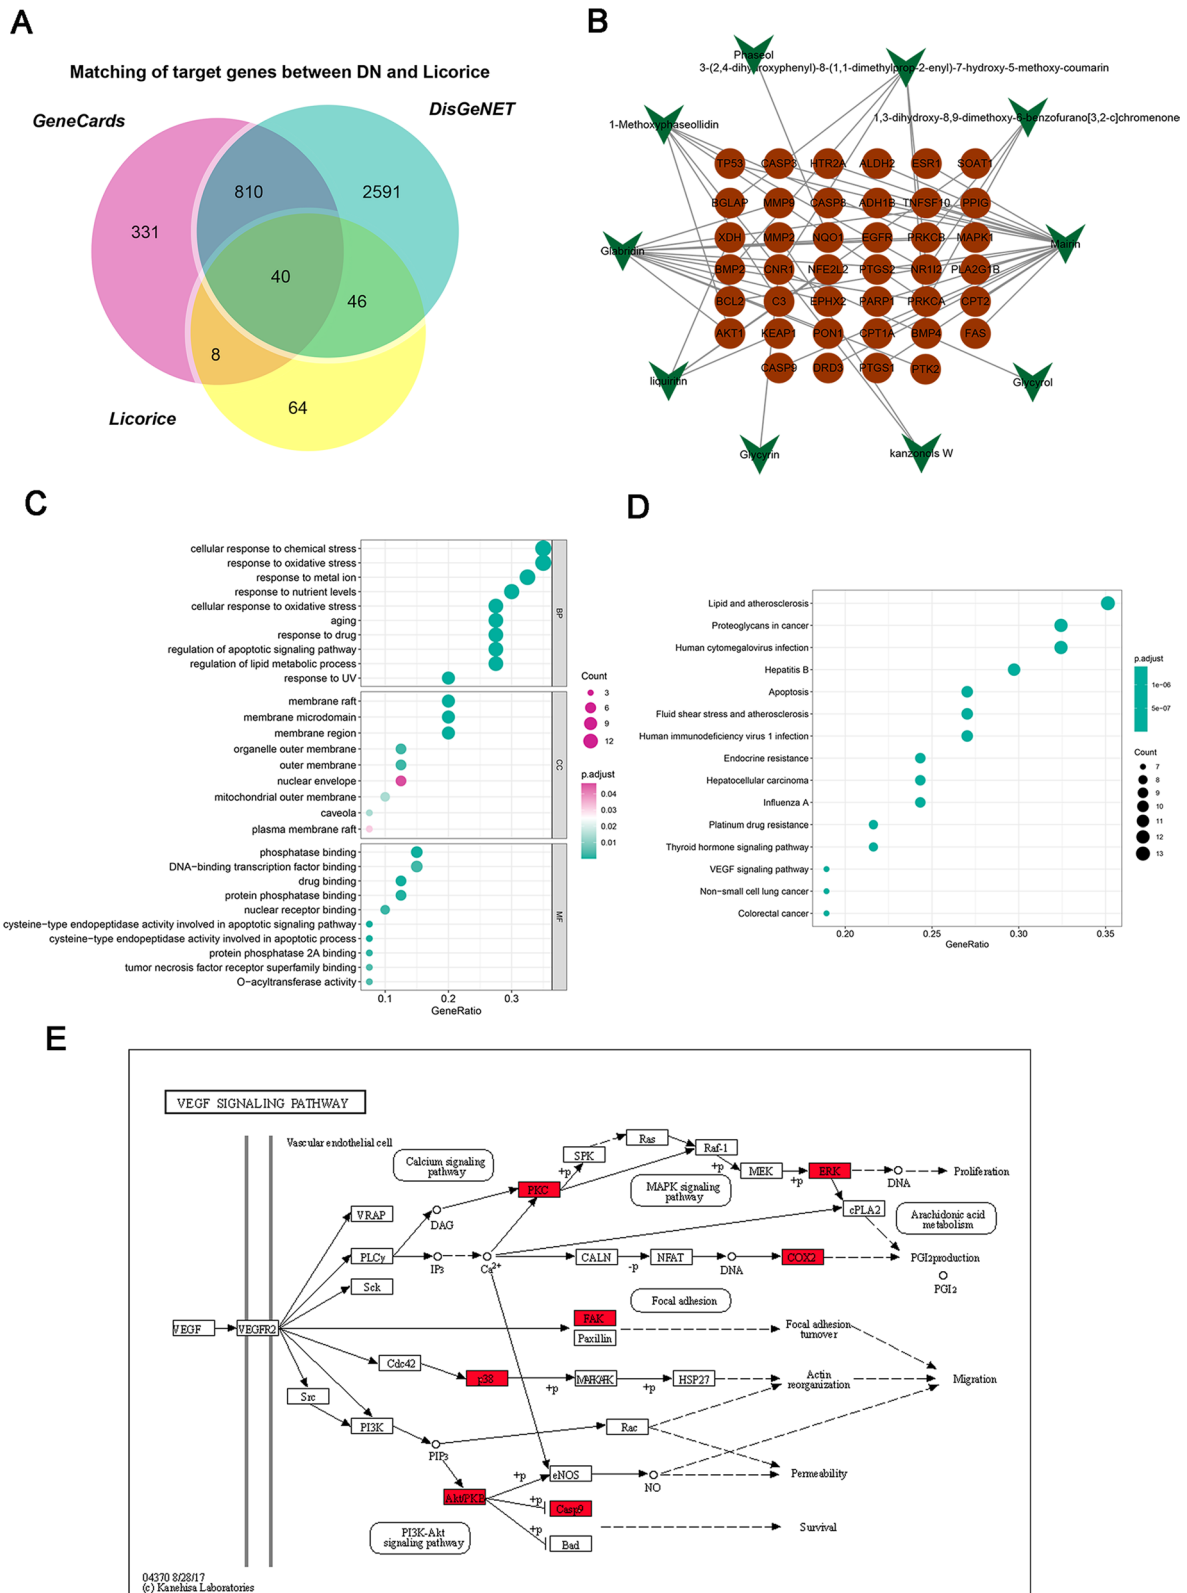 A
Matching of target genes between DN and Licorice
GeneCards
DisGeNET
810
2591
331
40
46
8
64
Licorice
B
Phaseol
3-(2,4-dihydroxyphenyl)-8-(1,1-dimethylprop-2-enyl)-7-hydroxy-5-methoxy-coumarin
1-Methoxyphaseollidin
1,3-dihydroxy-8,9-dimethoxy-6-benzofurano[3,2-c]chromenone
TP53 CASP3 HTR2A ALDH2 ESR1 SOAT1
BGLAP MMP9 CASP8 ADH1B TNFSF10 PPIG
XDH MMP2 NQO1 EGFR PRKCB MAPK1
Glabridin
Mairin
BMP2 CNR1 NFE2L2 PTGS2 NR1I2 PLA2G1B
BCL2 C3 EPHX2 PARP1 PRKCA CPT2
AKT1 KEAP1 PON1 CPT1A BMP4 FAS
CASP9 DRD3 PTGS1 PTK2
liquiritin
Glycyrol
Glycyrin
kanzonols W
C
cellular response to chemical stress
response to oxidative stress
response to metal ion
response to nutrient levels
cellular response to oxidative stress
aging
response to drug
regulation of apoptotic signaling pathway
regulation of lipid metabolic process
response to UV
BP
membrane raft
membrane microdomain
membrane region
organelle outer membrane
outer membrane
nuclear envelope
mitochondrial outer membrane
caveola
plasma membrane raft
CC
phosphatase binding
DNA−binding transcription factor binding
drug binding
protein phosphatase binding
nuclear receptor binding
cysteine−type endopeptidase activity involved in apoptotic signaling pathway
cysteine−type endopeptidase activity involved in apoptotic process
protein phosphatase 2A binding
tumor necrosis factor receptor superfamily binding
O−acyltransferase activity
MF
0.1 0.2 0.3
GeneRatio
Count
3
6
9
12
p.adjust
0.04
0.03
0.02
0.01
D
Lipid and atherosclerosis
Proteoglycans in cancer
Human cytomegalovirus infection
Hepatitis B
Apoptosis
Fluid shear stress and atherosclerosis
Human immunodeficiency virus 1 infection
Endocrine resistance
Hepatocellular carcinoma
Influenza A
Platinum drug resistance
Thyroid hormone signaling pathway
VEGF signaling pathway
Non−small cell lung cancer
Colorectal cancer
0.20 0.25 0.30 0.35
GeneRatio
p.adjust
1e−06
5e−07
Count
7
8
9
10
11
12
13
E
VEGF SIGNALING PATHWAY
Vascular endothelial cell
Calcium signaling
pathway
SPK
Ras
Raf-1
+p
+p
MEK
+p
ERK
DNA
Proliferation
PKC
MAPK signaling
pathway
VRAP
DAG
cPLA2
Arachidonic acid
metabolism
PLCγ
IP3
Ca2+
CALN
-p
NFAT
DNA
COX2
PGI2production
PGI2
Sck
Focal adhesion
VEGF
VEGFR2
FAK
Paxillin
Focal adhesion
turnover
Cdc42
p38
+p
MAPKAPK
+p
HSP27
Actin
reorganization
Migration
Src
PI3K
PIP3
Rac
+p
eNOS
NO
Permeability
Akt/PKB
+p
Casp9
+p
Bad
Survival
PI3K-Akt
signaling pathway
04370 8/28/17
(c) Kanehisa Laboratories